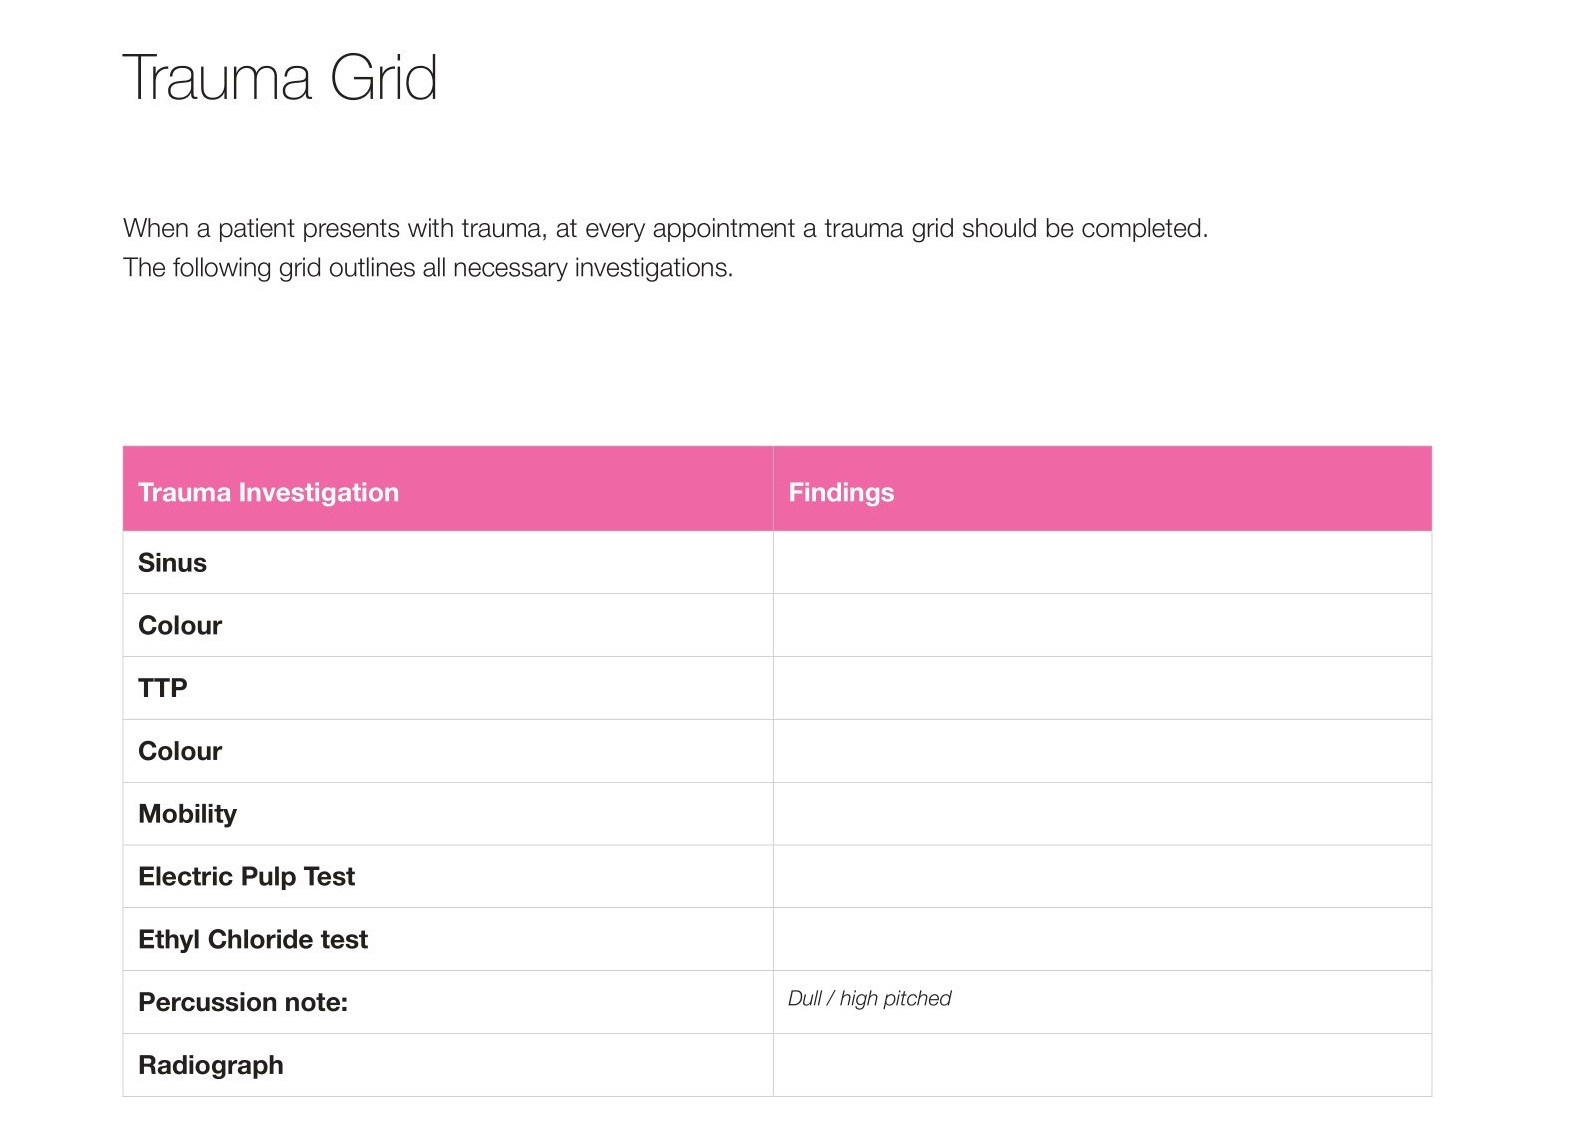 Trauma Grid
When a patient presents with trauma, at every appointment a trauma grid should be completed.
The following grid outlines all necessary investigations.
Trauma Investigation Findings
Sinus
Colour
TTP
Colour
Mobility
Electric Pulp Test
Ethyl Chloride test
Percussion note: Dull / high pitched
Radiograph